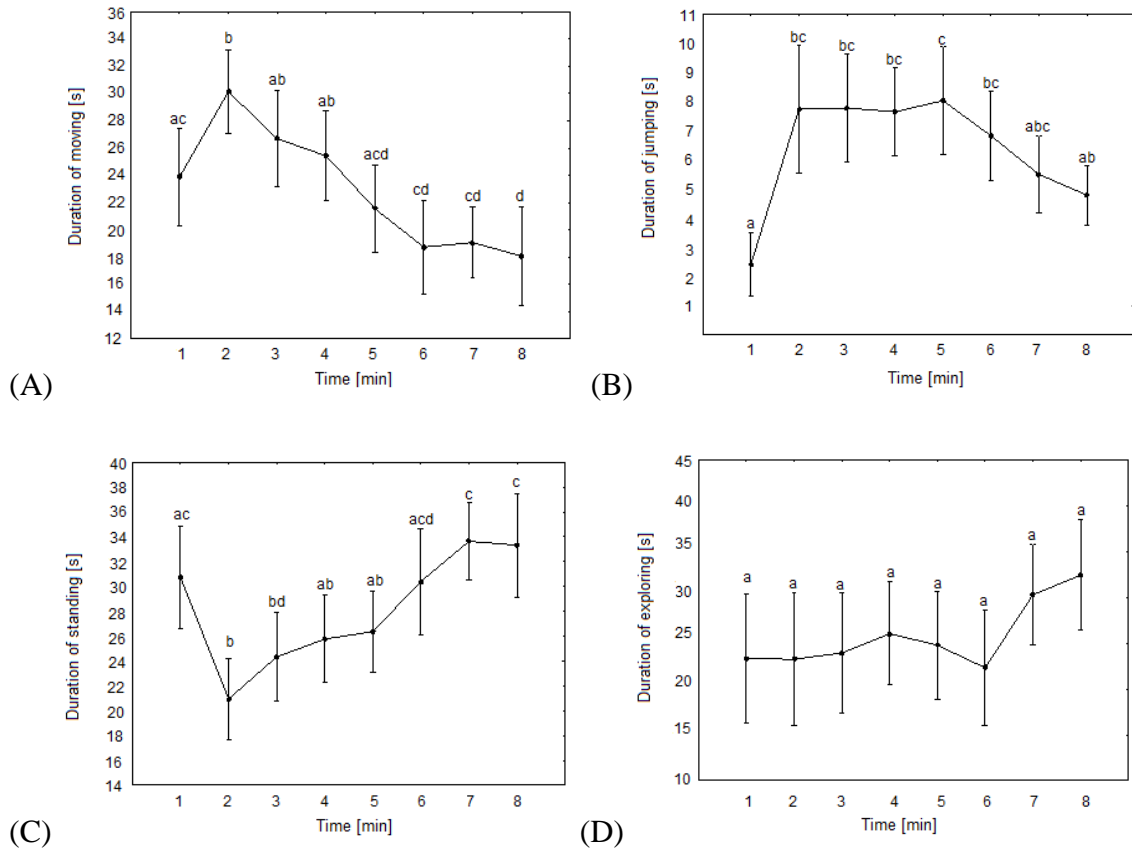 36
34
32
30
28
26
24
22
20
18
16
14
12
Duration of moving [s]
ac
b
ab
ab
acd
cd
cd
d
1 2 3 4 5 6 7 8
Time [min]
(A)
11
10
9
8
7
6
5
4
3
2
1
Duration of jumping [s]
a
bc
bc
bc
c
bc
abc
ab
1 2 3 4 5 6 7 8
Time [min]
(B)
40
38
36
34
32
30
28
26
24
22
20
18
16
14
Duration of standing [s]
ac
b
bd
ab
ab
acd
c
c
1 2 3 4 5 6 7 8
Time [min]
(C)
45
40
35
30
25
20
15
10
Duration of exploring [s]
a
a
a
a
a
a
a
a
1 2 3 4 5 6 7 8
Time [min]
(D)